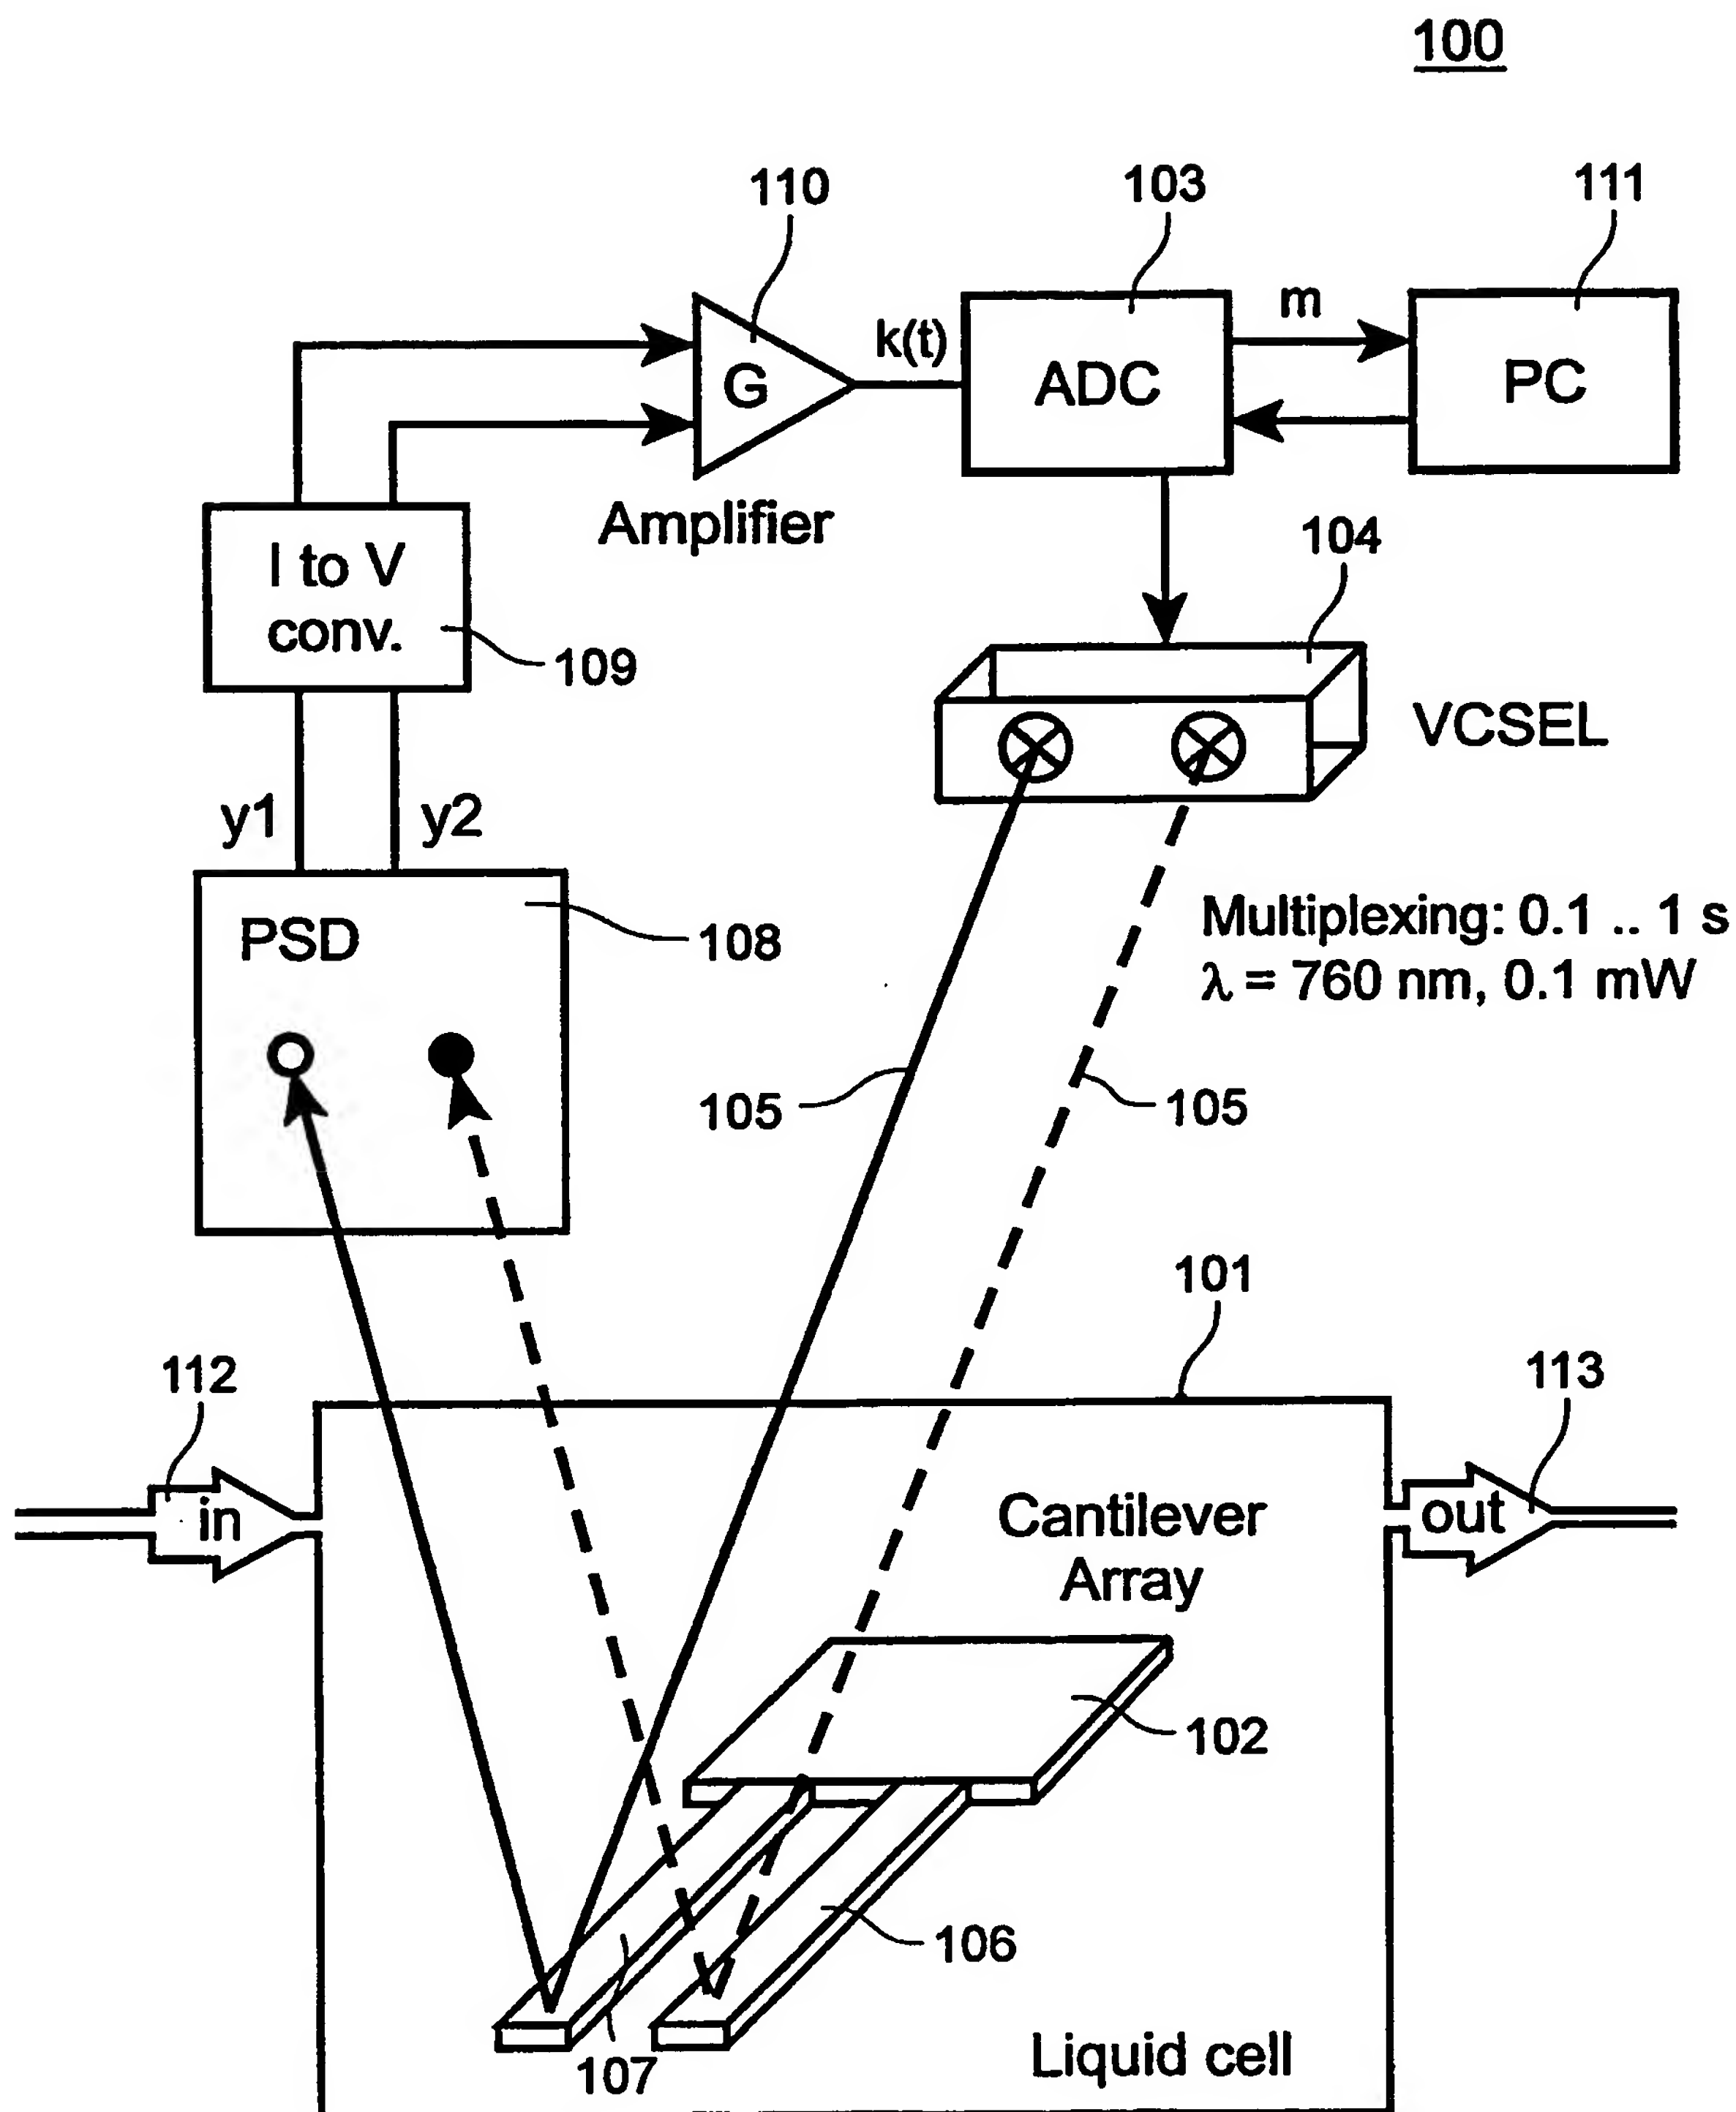 100
110
103
111
G
k(t)
ADC
m
PC
Amplifier
I to V
conv.
109
104
VCSEL
y1
y2
PSD
108
Multiplexing: 0.1 .. 1 s
λ = 760 nm, 0.1 mW
105
105
101
112
113
in
out
Cantilever
Array
102
106
107
Liquid cell